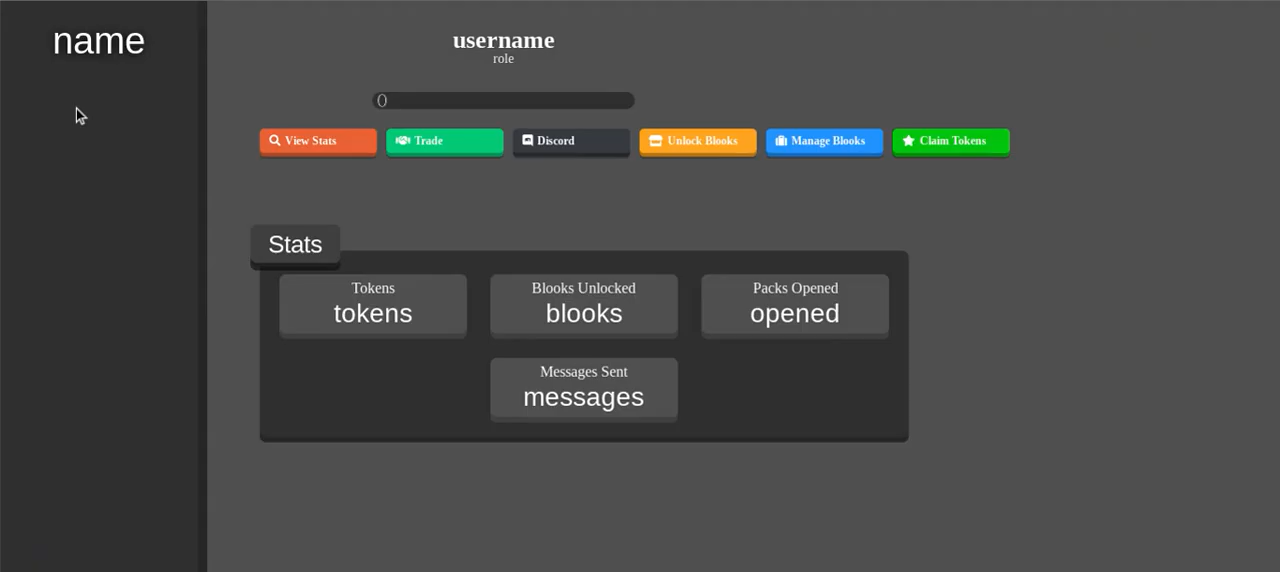 name
username
role
0
View Stats
Trade
Discord
Unlock Blooks
Manage Blooks
Claim Tokens
Stats
Tokens
tokens
Blooks Unlocked
blooks
Packs Opened
opened
Messages Sent
messages